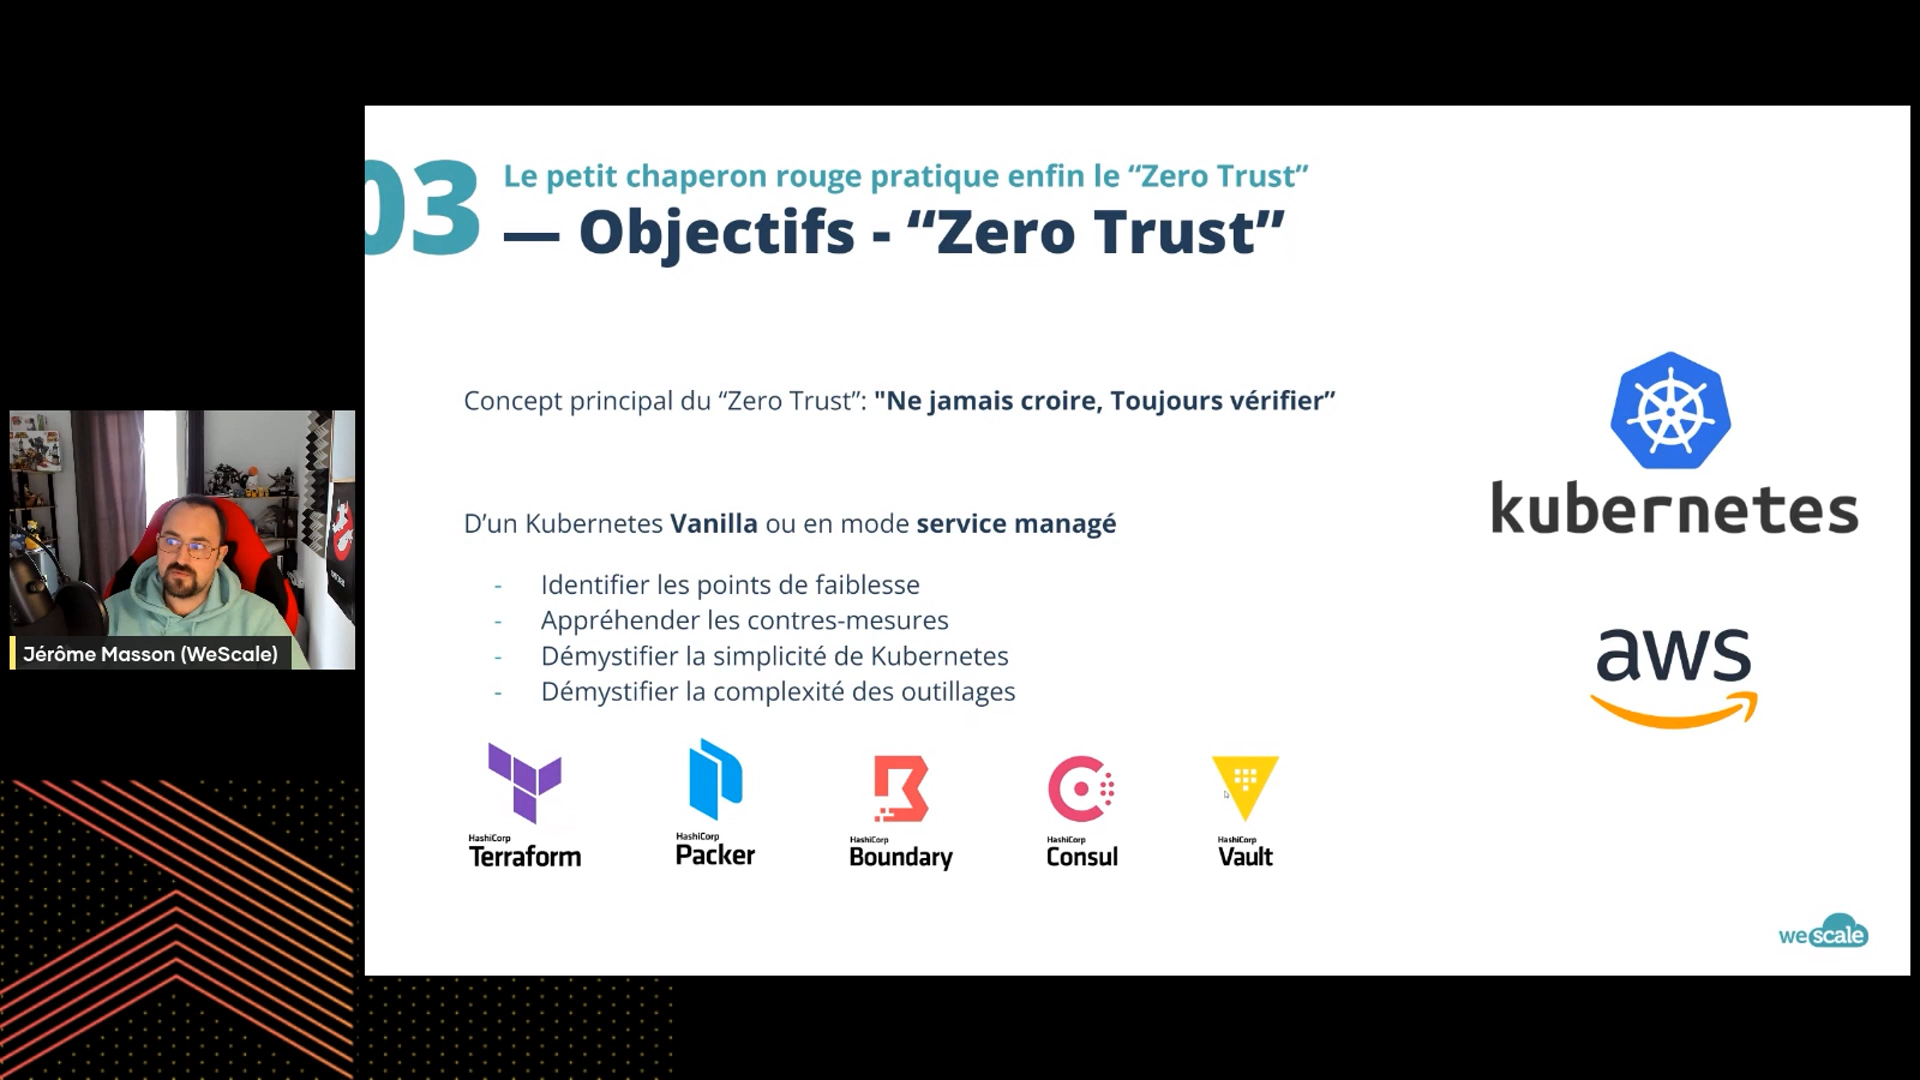 03
Le petit chaperon rouge pratique enfin le “Zero Trust”
— Objectifs - “Zero Trust”
Concept principal du “Zero Trust”: "Ne jamais croire, Toujours vérifier”
D’un Kubernetes Vanilla ou en mode service managé
- Identifier les points de faiblesse
- Appréhender les contres-mesures
- Démystifier la simplicité de Kubernetes
- Démystifier la complexité des outillages
kubernetes
aws
HashiCorp
Terraform
HashiCorp
Packer
HashiCorp
Boundary
HashiCorp
Consul
HashiCorp
Vault
wescale
Jérôme Masson (WeScale)